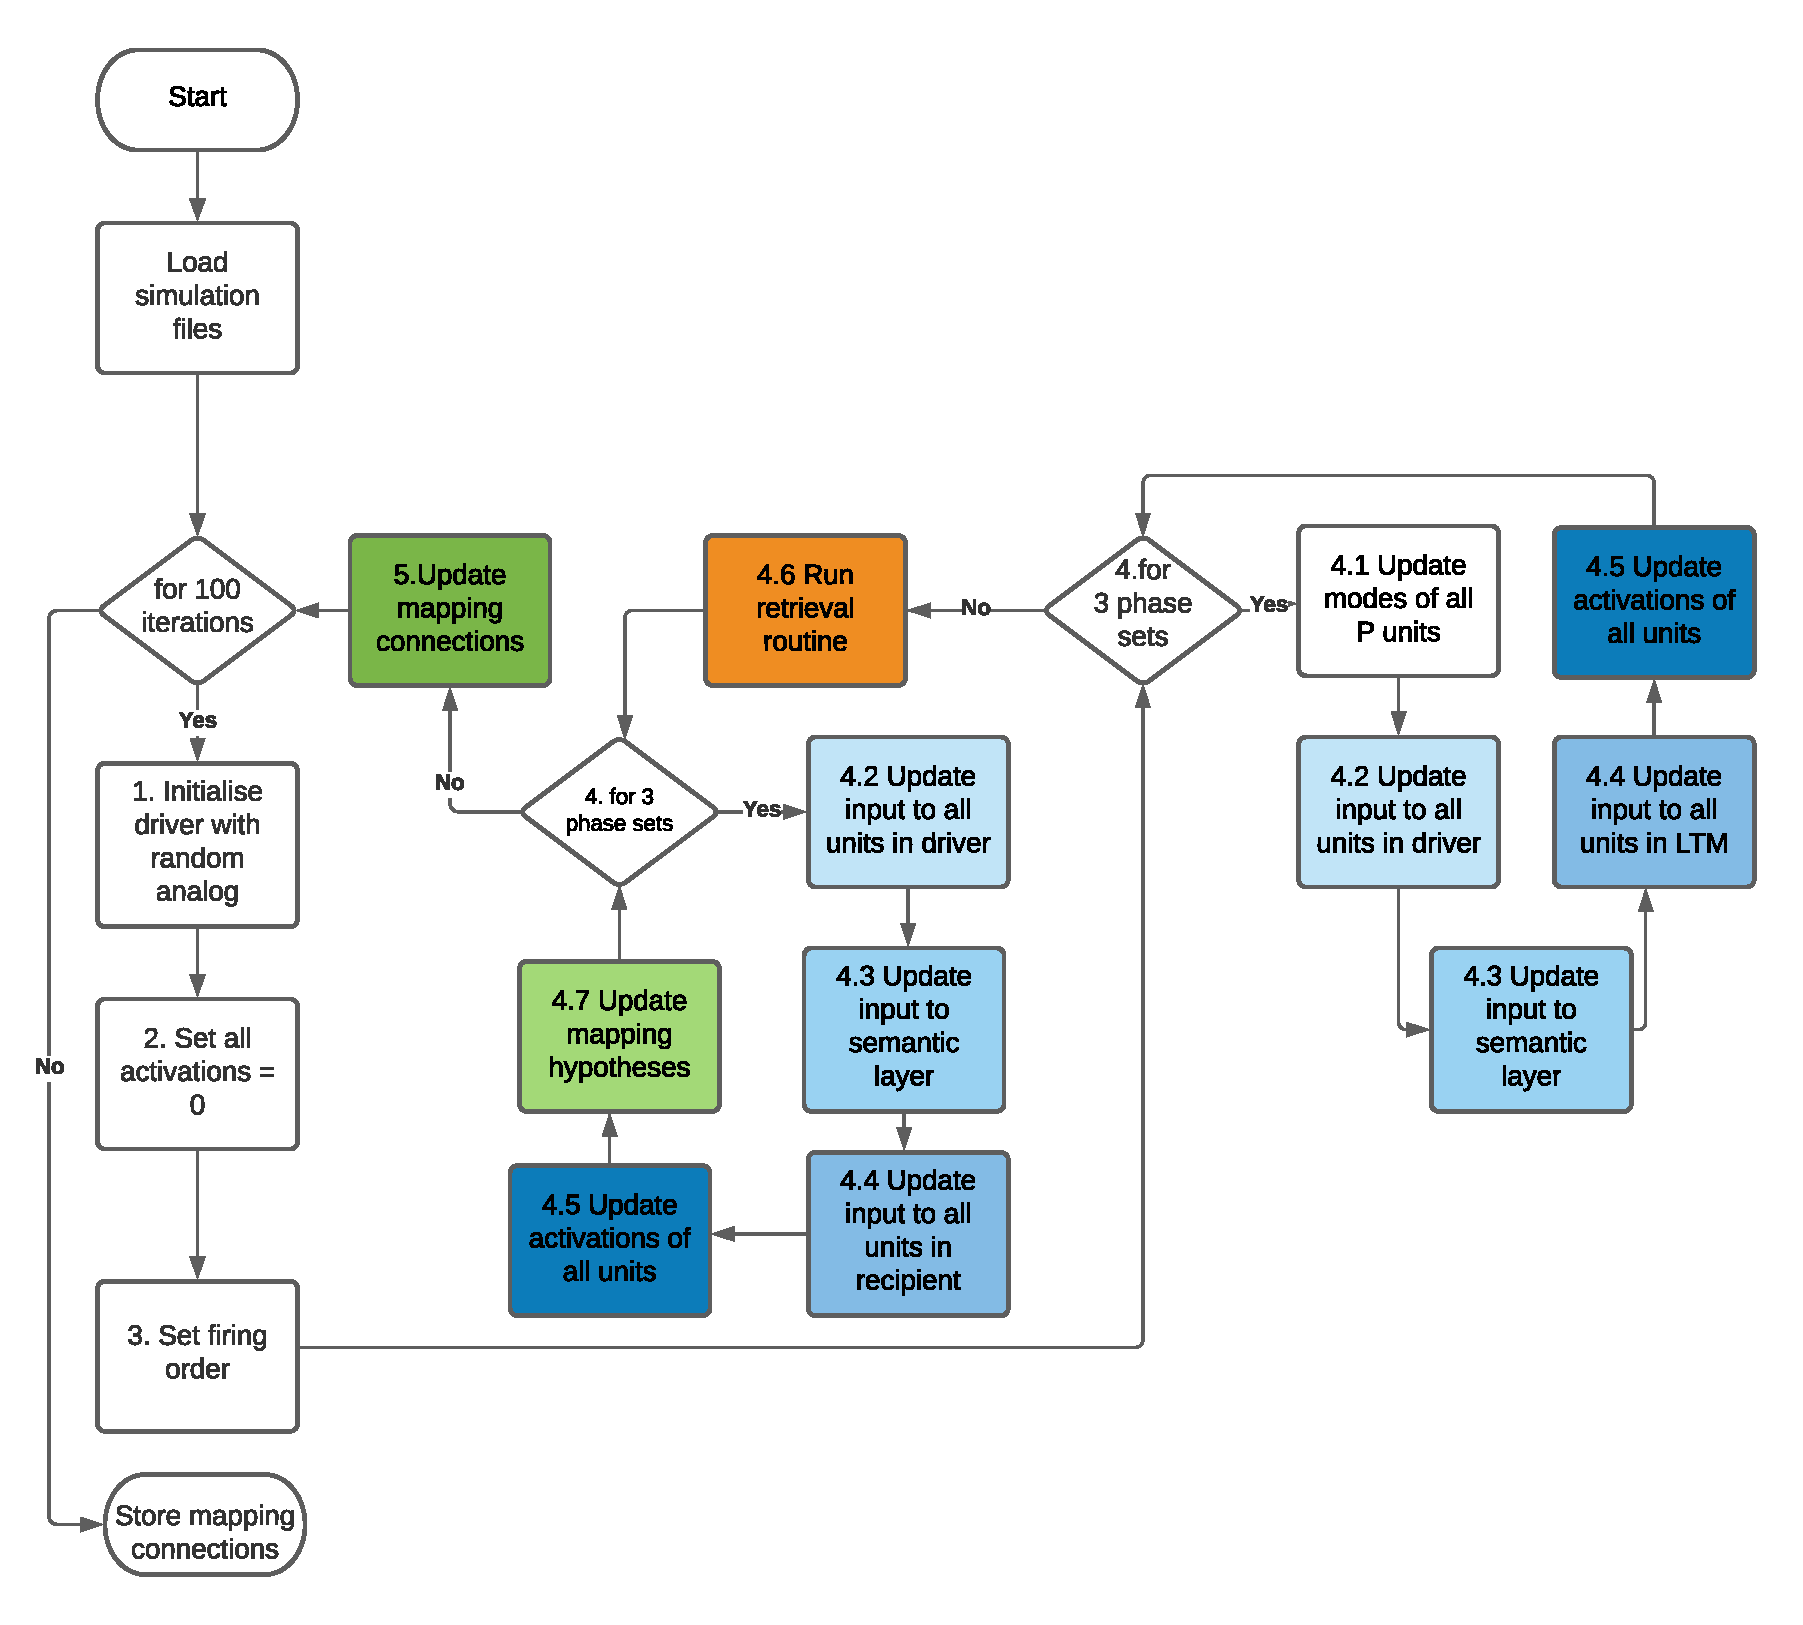 Start
Load
simulation
files
for 100
iterations
Yes
No
1. Initialise
driver with
random
analog
2. Set all
activations =
0
3. Set firing
order
Store mapping
connections
5.Update
mapping
connections
4.6 Run
retrieval
routine
No
4.for
3 phase
sets
Yes
4.1 Update
modes of all
P units
4.2 Update
input to all
units in driver
4.3 Update
input to
semantic
layer
4.4 Update
input to all
units in LTM
4.5 Update
activations of
all units
No
4. for 3
phase sets
Yes
4.2 Update
input to all
units in driver
4.3 Update
input to
semantic
layer
4.4 Update
input to all
units in
recipient
4.5 Update
activations of
all units
4.7 Update
mapping
hypotheses